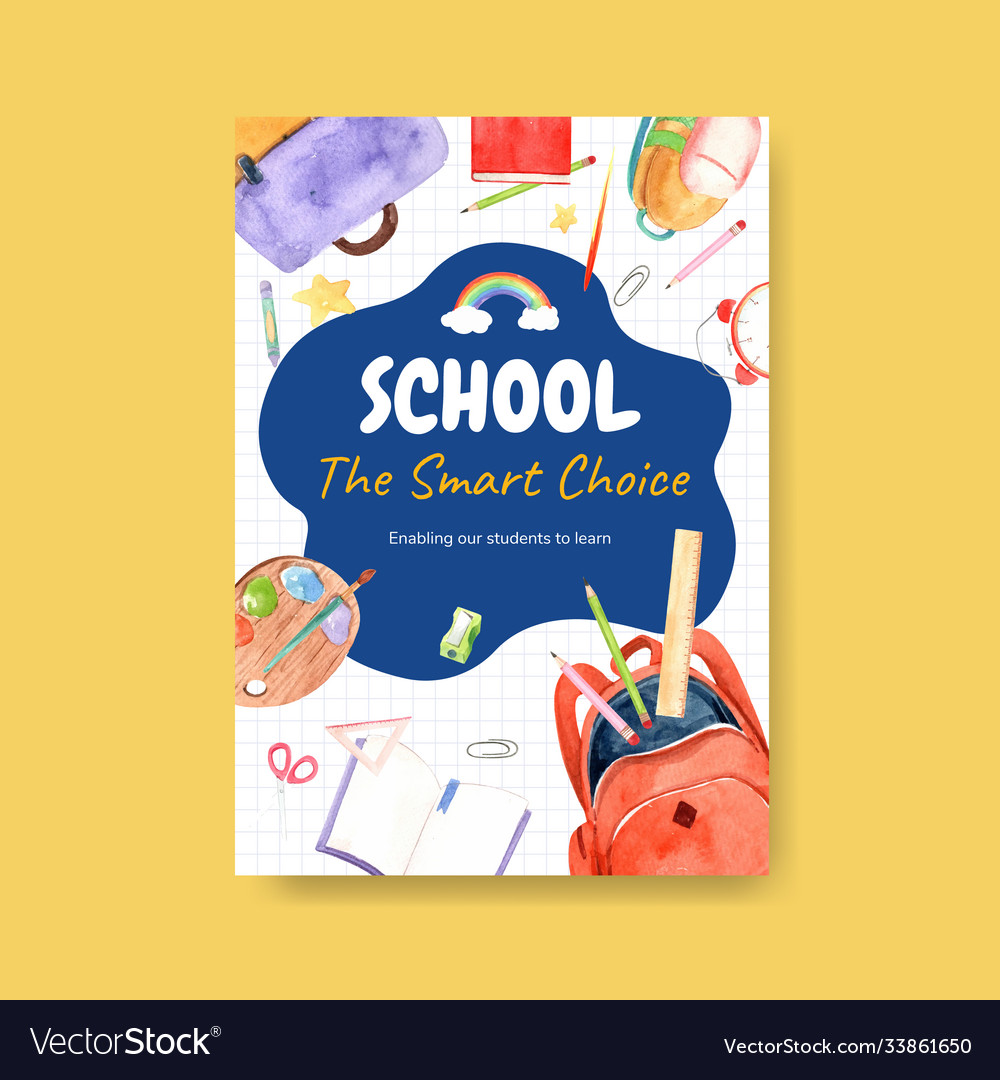 SCHOOL
The Smart Choice
Enabling our students to learn
VectorStock®
VectorStock.com/33861650